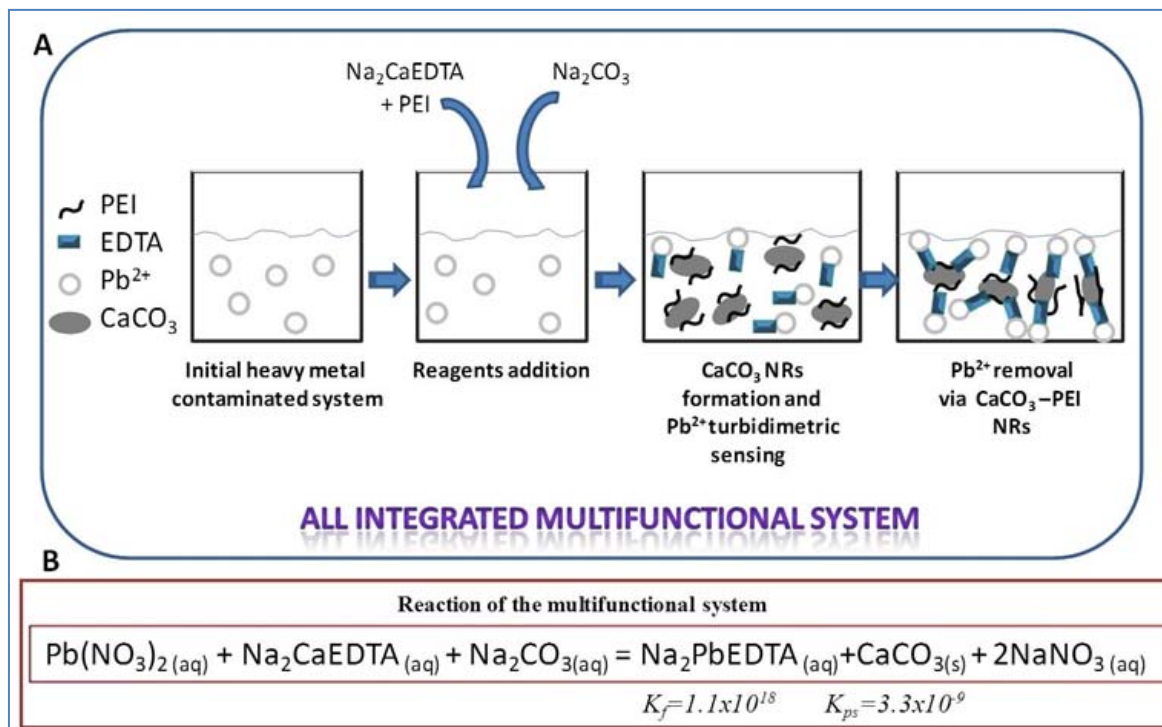 A
Na₂CaEDTA
+ PEI
Na₂CO₃
PEI
EDTA
Pb²⁺
CaCO₃
Initial heavy metal
contaminated system
Reagents addition
CaCO₃ NRs
formation and
Pb²⁺turbidimetric
sensing
Pb²⁺ removal
via CaCO₃–PEI
NRs
ALL INTEGRATED MULTIFUNCTIONAL SYSTEM
B
Reaction of the multifunctional system
Pb(NO₃)₂ (aq) + Na₂CaEDTA (aq) + Na₂CO₃(aq) = Na₂PbEDTA (aq)+CaCO₃(s) + 2NaNO₃ (aq)
K_f=1.1x10¹⁸ K_ps=3.3x10⁻⁹